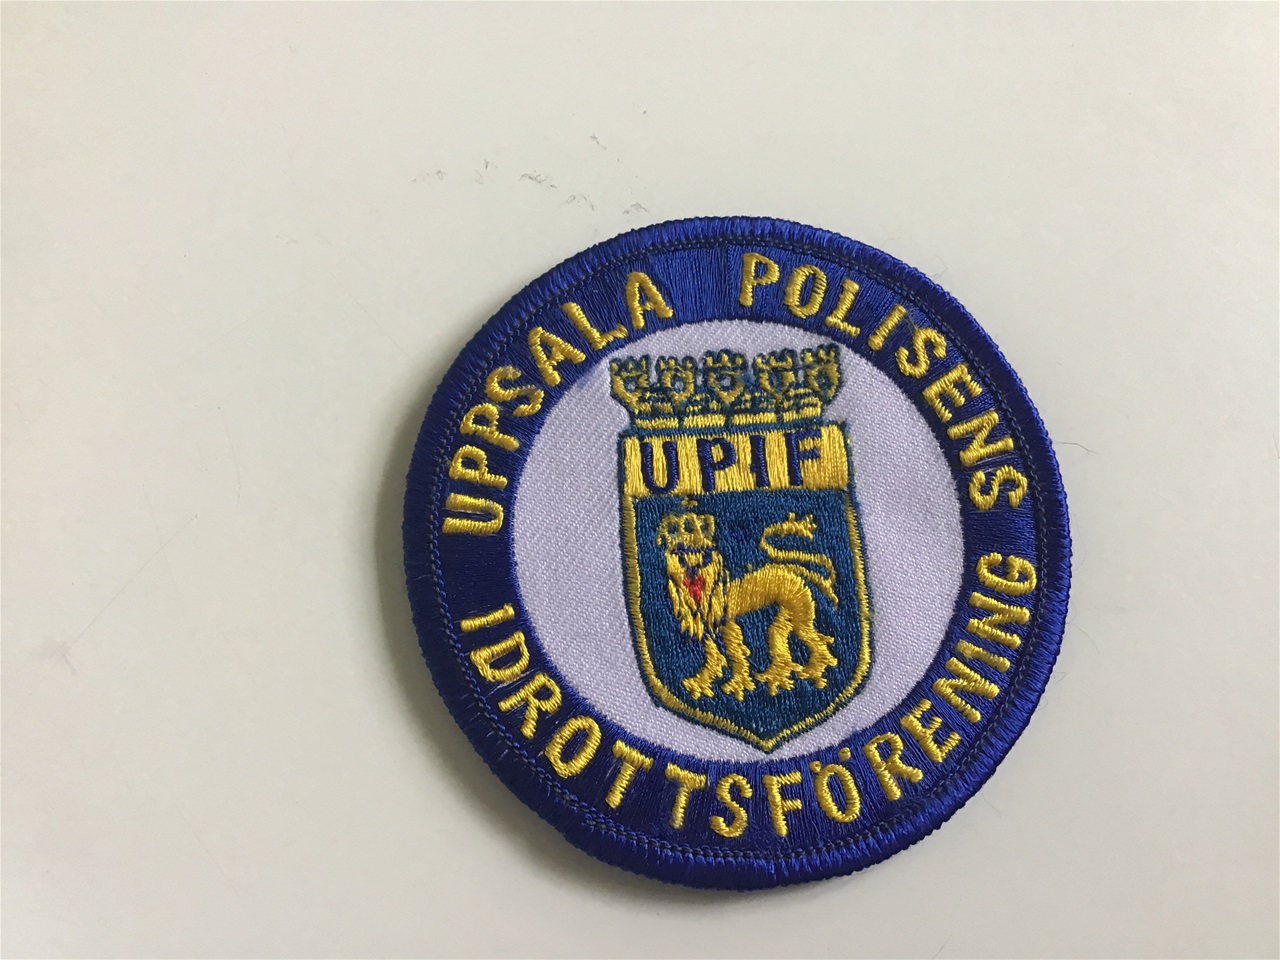 UPPSALA POLISENS
UPIF
IDROTTSFÖRENING